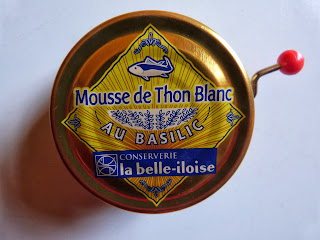 Mousse de Thon Blanc
AU BASILIC
CONSERVERIE
la belle-iloise